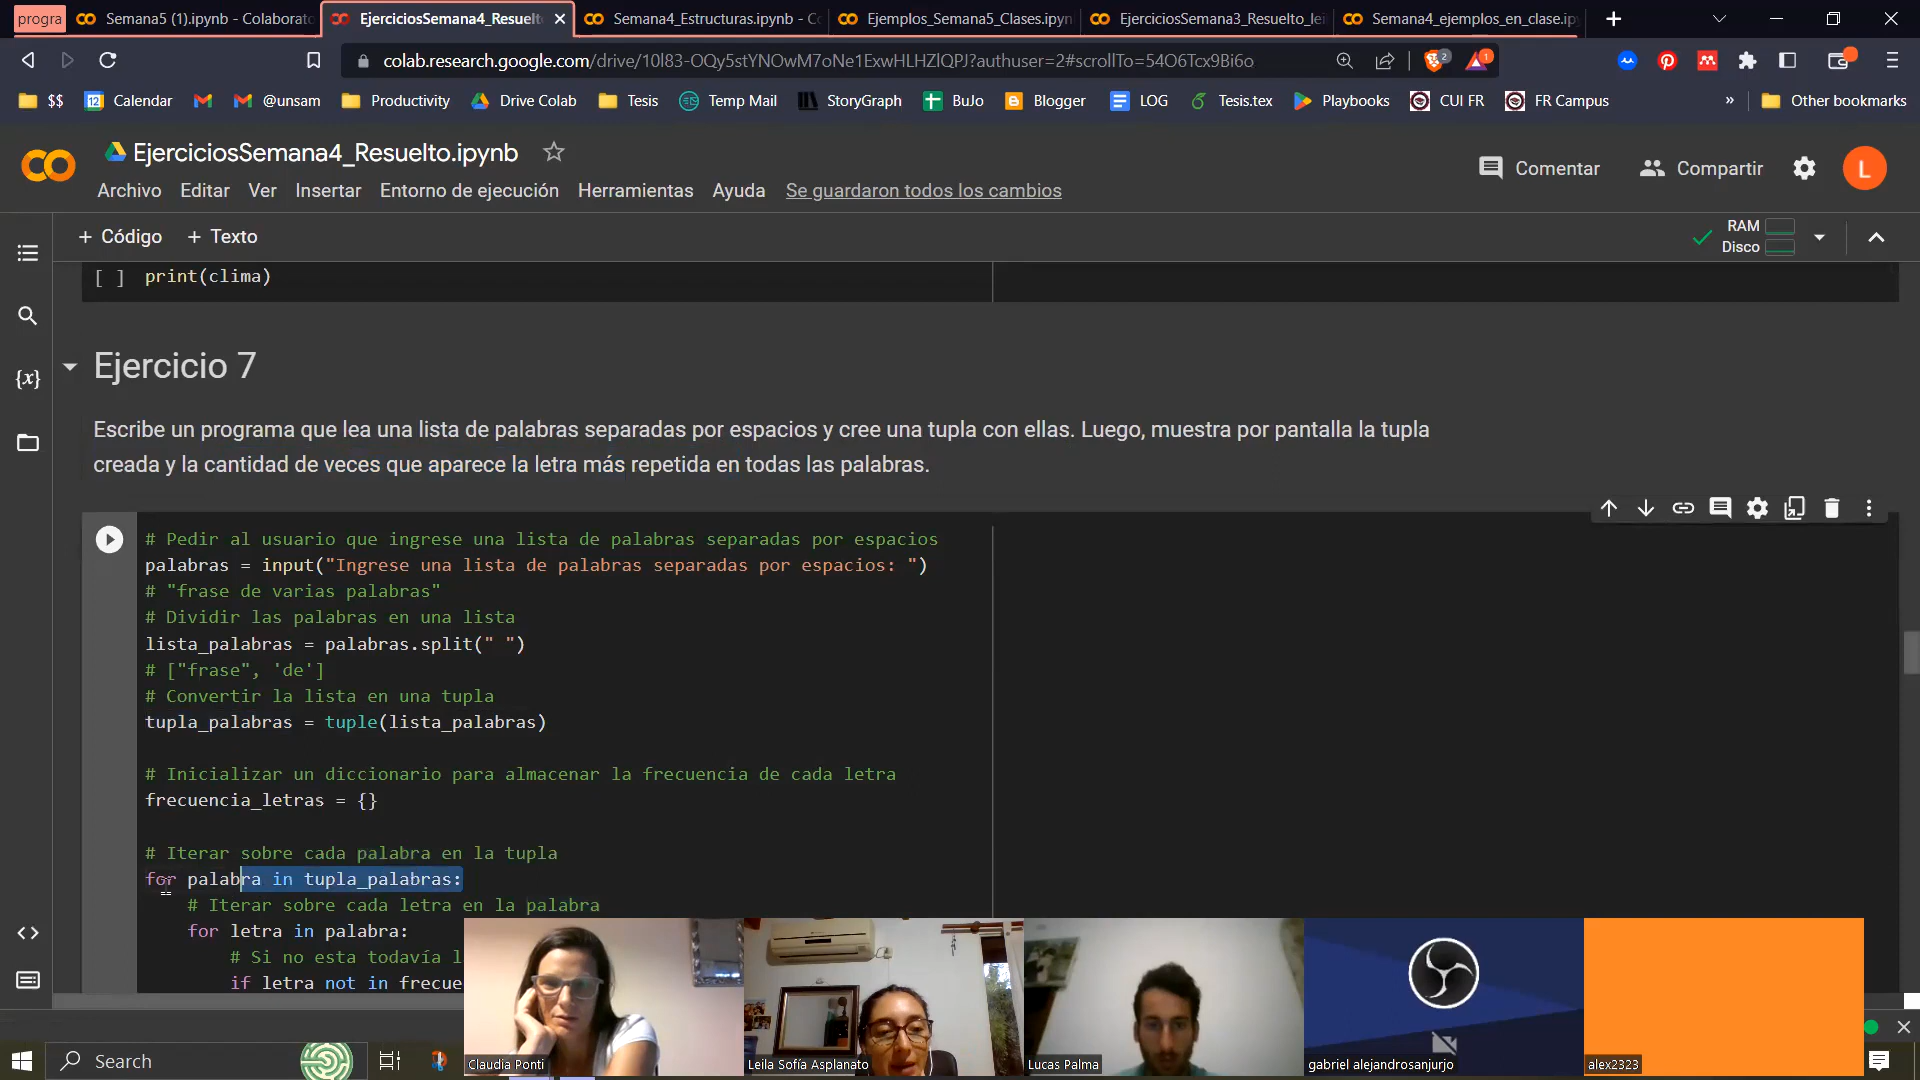 progra
Semana5 (1).ipynb - Colaborato
EjerciciosSemana4_Resuelt
Semana4_Estructuras.ipynb - C
Ejemplos_Semana5_Clases.ipyn
EjerciciosSemana3_Resuelto_le
Semana4_ejemplos_en_clase.ip
colab.research.google.com/drive/10l83-OQy5stYNOwM7oNe1ExwHLHZlQPJ?authuser=2#scrollTo=54O6Tcx9Bi6o
2
1
$$
12
Calendar
@unsam
Productivity
Drive Colab
Tesis
Temp Mail
StoryGraph
BuJo
Blogger
LOG
Tesis.tex
Playbooks
CUI FR
FR Campus
»
Other bookmarks
EjerciciosSemana4_Resuelto.ipynb
Comentar
Compartir
L
Archivo Editar Ver Insertar Entorno de ejecución Herramientas Ayuda Se guardaron todos los cambios
+ Código + Texto
RAM
Disco
[ ] print(clima)
{x}
Ejercicio 7
Escribe un programa que lea una lista de palabras separadas por espacios y cree una tupla con ellas. Luego, muestra por pantalla la tupla
creada y la cantidad de veces que aparece la letra más repetida en todas las palabras.
# Pedir al usuario que ingrese una lista de palabras separadas por espacios
palabras = input("Ingrese una lista de palabras separadas por espacios: ")
# "frase de varias palabras"
# Dividir las palabras en una lista
lista_palabras = palabras.split(" ")
# ["frase", 'de']
# Convertir la lista en una tupla
tupla_palabras = tuple(lista_palabras)
# Inicializar un diccionario para almacenar la frecuencia de cada letra
frecuencia_letras = {}
# Iterar sobre cada palabra en la tupla
for palabra in tupla_palabras:
# Iterar sobre cada letra en la palabra
for letra in palabra:
# Si no esta todavía l
if letra not in frecue
Claudia Ponti
Leila Sofía Asplanato
Lucas Palma
gabriel alejandrosanjurjo
alex2323
Search